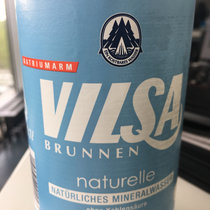 NATRIUMARM
VILSA
BRUNNEN
naturelle
NATÜRLICHES MINERALWASSER
ohne Kohlensäure